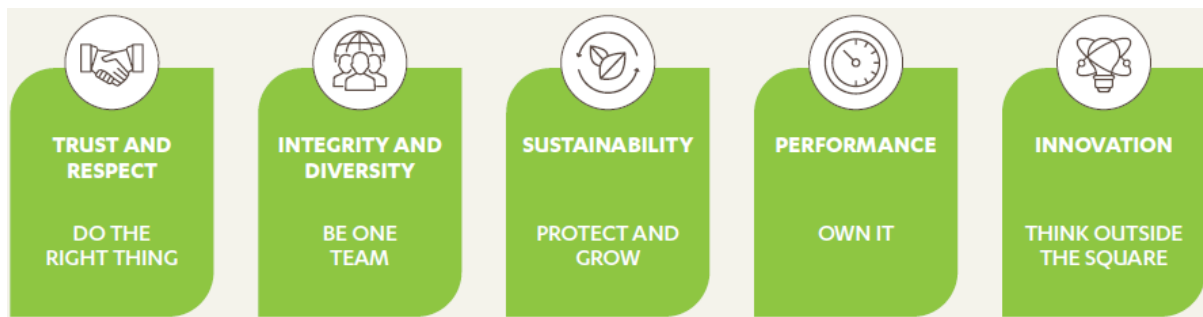 TRUST AND
RESPECT
DO THE
RIGHT THING
INTEGRITY AND
DIVERSITY
BE ONE
TEAM
SUSTAINABILITY
PROTECT AND
GROW
PERFORMANCE
OWN IT
INNOVATION
THINK OUTSIDE
THE SQUARE